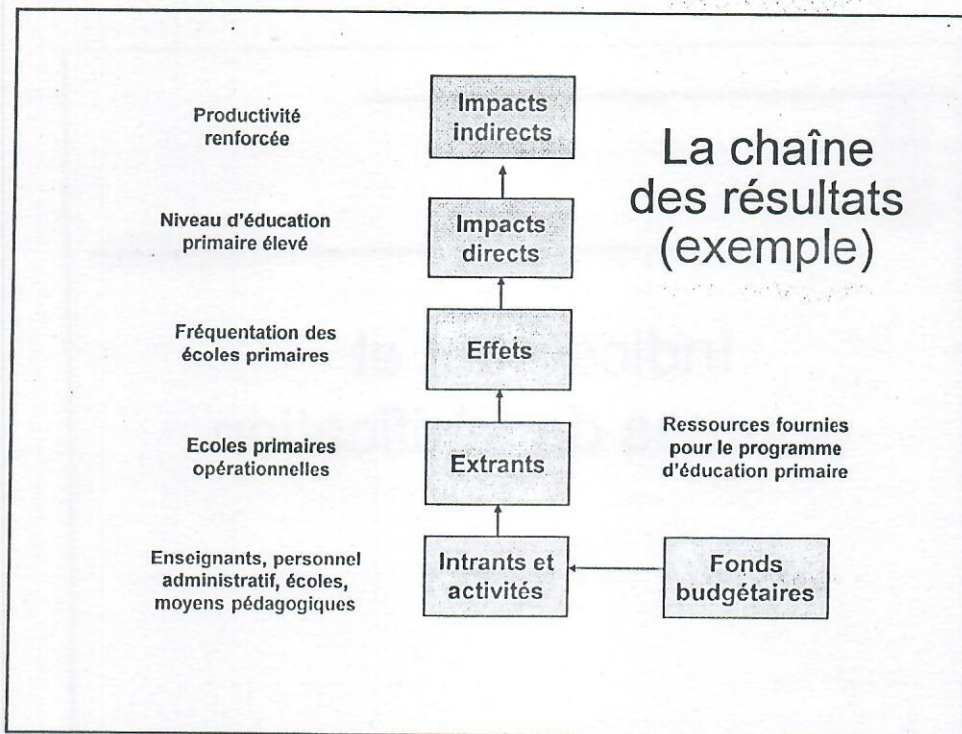 La chaîne
des résultats
(exemple)
Productivité
renforcée
Impacts
indirects
Niveau d'éducation
primaire élevé
Impacts
directs
Fréquentation des
écoles primaires
Effets
Ecoles primaires
opérationnelles
Extrants
Ressources fournies
pour le programme
d'éducation primaire
Enseignants, personnel
administratif, écoles,
moyens pédagogiques
Intrants et
activités
Fonds
budgétaires